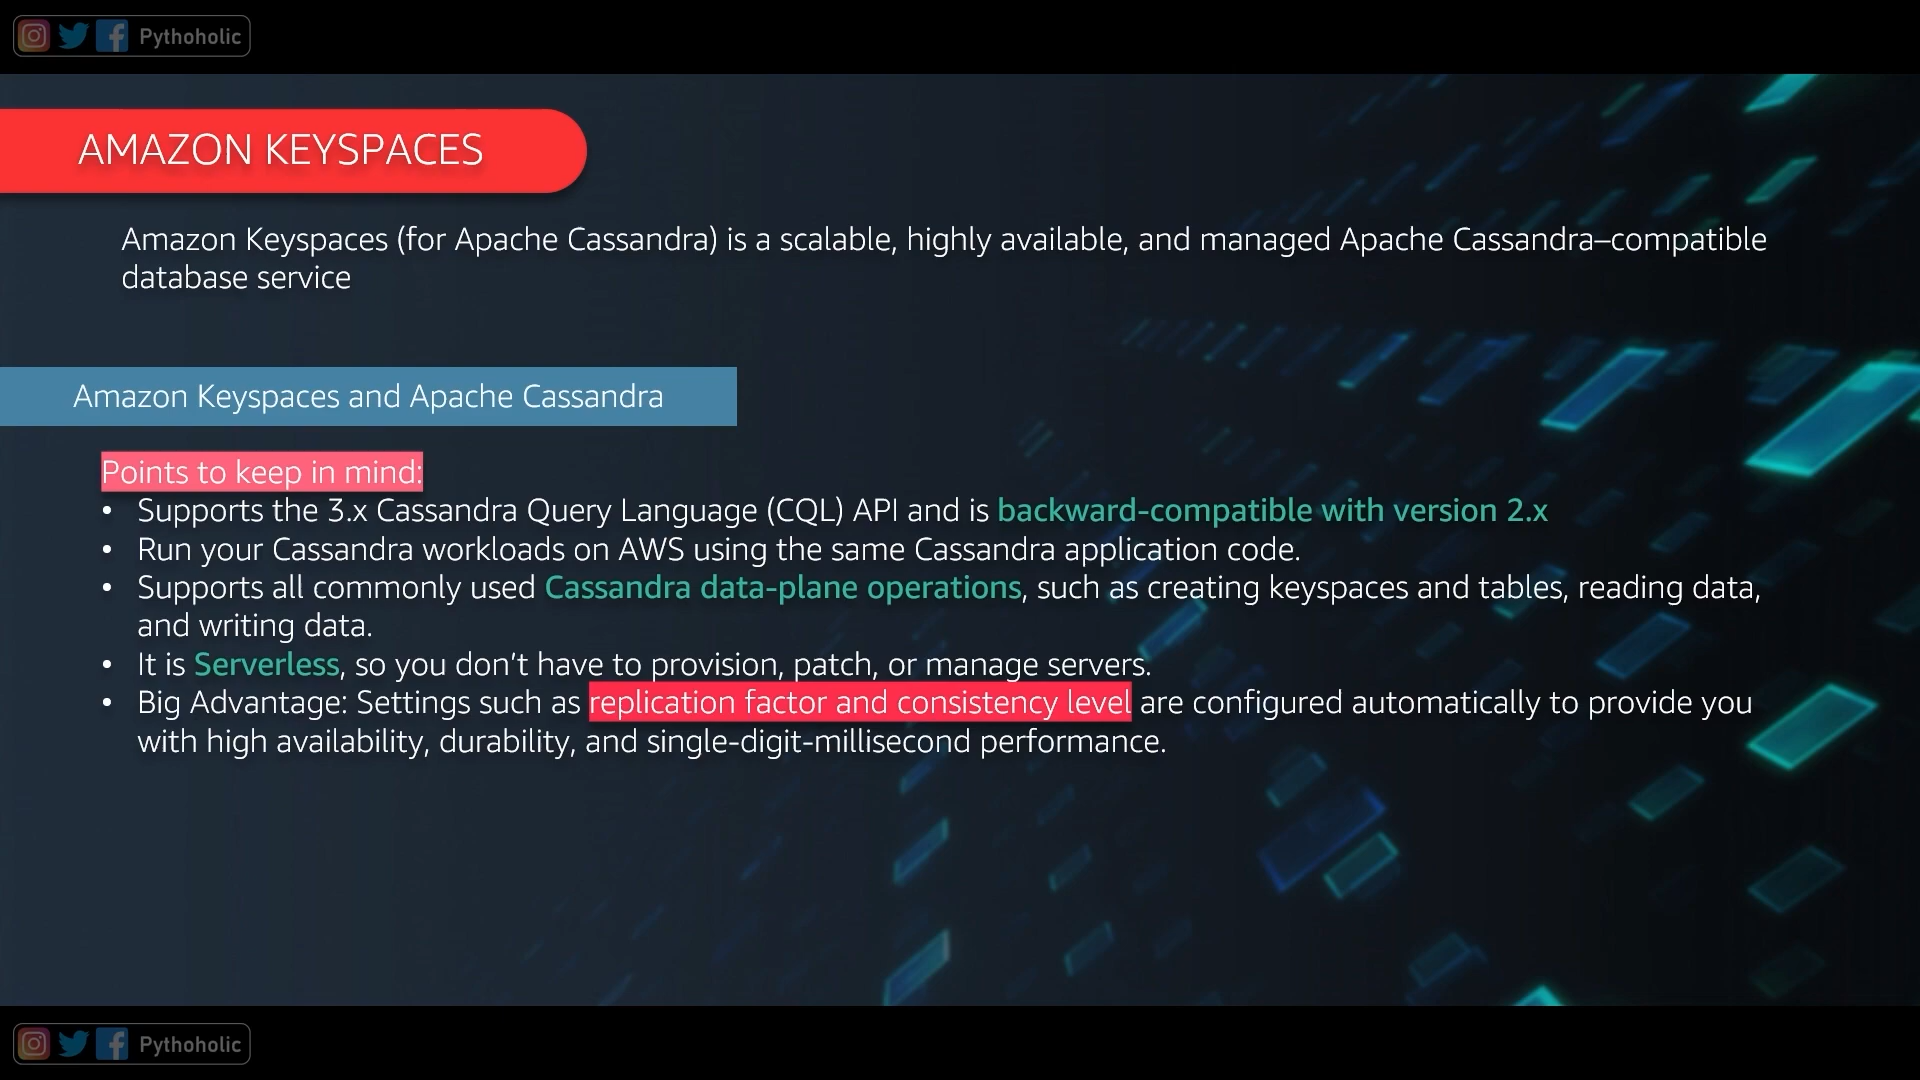 Pythoholic
AMAZON KEYSPACES
Amazon Keyspaces (for Apache Cassandra) is a scalable, highly available, and managed Apache Cassandra–compatible
database service
Amazon Keyspaces and Apache Cassandra
Points to keep in mind:
• Supports the 3.x Cassandra Query Language (CQL) API and is backward-compatible with version 2.x
• Run your Cassandra workloads on AWS using the same Cassandra application code.
• Supports all commonly used Cassandra data-plane operations, such as creating keyspaces and tables, reading data,
and writing data.
• It is Serverless, so you don’t have to provision, patch, or manage servers.
• Big Advantage: Settings such as replication factor and consistency level are configured automatically to provide you
with high availability, durability, and single-digit-millisecond performance.
Pythoholic